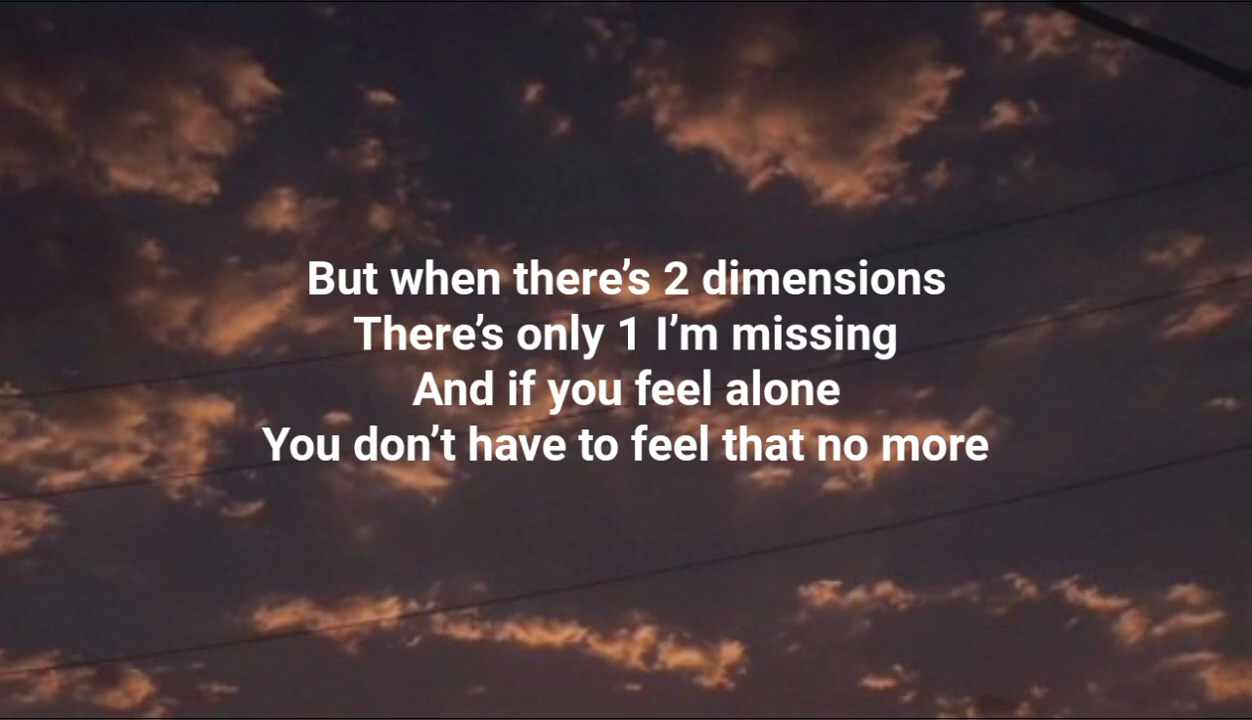 But when there’s 2 dimensions
There’s only 1 I’m missing
And if you feel alone
You don’t have to feel that no more